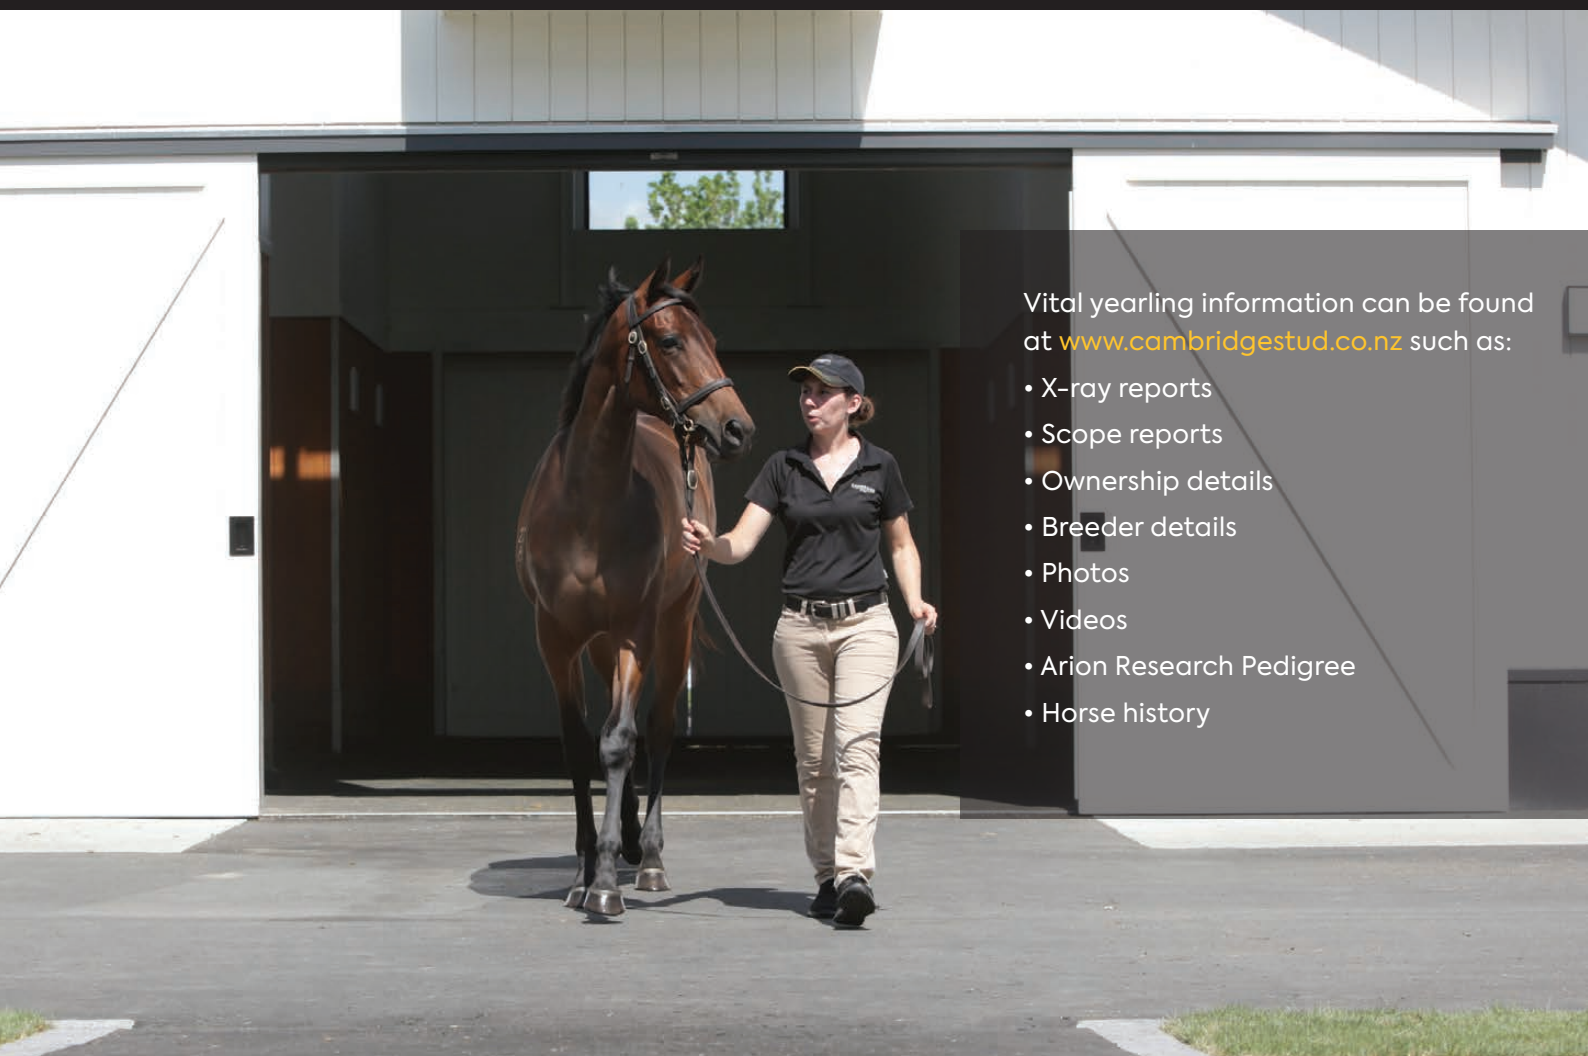 Vital yearling information can be found
at www.cambridgestud.co.nz such as:
• X-ray reports
• Scope reports
• Ownership details
• Breeder details
• Photos
• Videos
• Arion Research Pedigree
• Horse history